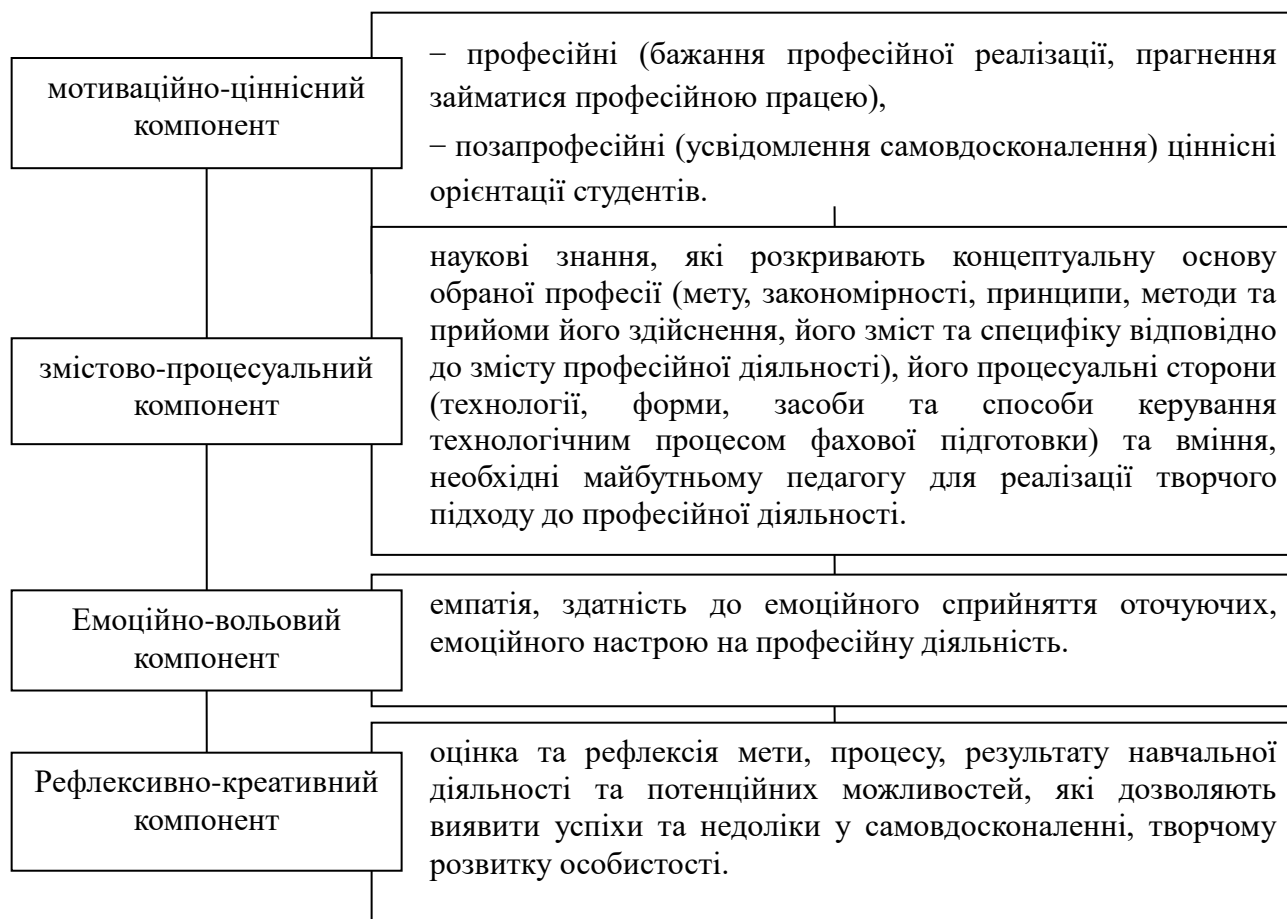 мотиваційно-ціннісний
компонент
− професійні (бажання професійної реалізації, прагнення
займатися професійною працею),
− позапрофесійні (усвідомлення самовдосконалення) ціннісні
орієнтації студентів.
змістово-процесуальний
компонент
наукові знання, які розкривають концептуальну основу
обраної професії (мету, закономірності, принципи, методи та
прийоми його здійснення, його зміст та специфіку відповідно
до змісту професійної діяльності), його процесуальні сторони
(технології, форми, засоби та способи керування
технологічним процесом фахової підготовки) та вміння,
необхідні майбутньому педагогу для реалізації творчого
підходу до професійної діяльності.
Емоційно-вольовий
компонент
емпатія, здатність до емоційного сприйняття оточуючих,
емоційного настрою на професійну діяльність.
Рефлексивно-креативний
компонент
оцінка та рефлексія мети, процесу, результату навчальної
діяльності та потенційних можливостей, які дозволяють
виявити успіхи та недоліки у самовдосконаленні, творчому
розвитку особистості.